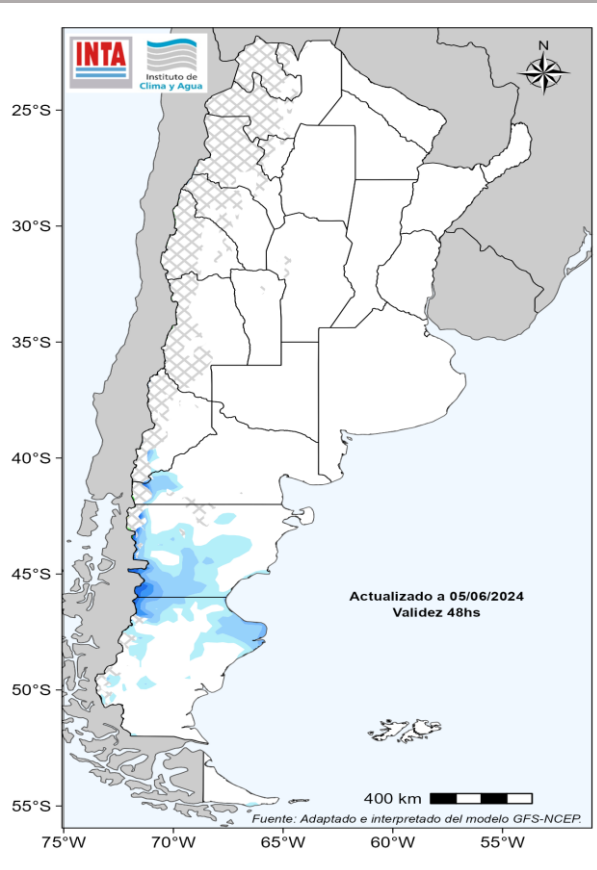 INTA
Instituto de
Clima y Agua
N
25°S
30°S
35°S
40°S
45°S
50°S
55°S
Actualizado a 05/06/2024
Validez 48hs
400 km
Fuente: Adaptado e interpretado del modelo GFS-NCEP.
75°W
70°W
65°W
60°W
55°W